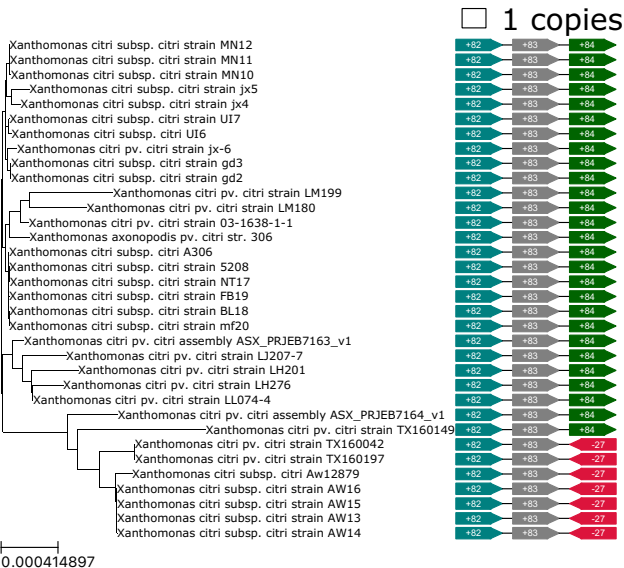 1 copies
Xanthomonas citri subsp. citri strain MN12 +82 +83 +84
Xanthomonas citri subsp. citri strain MN11 +82 +83 +84
Xanthomonas citri subsp. citri strain MN10 +82 +83 +84
Xanthomonas citri subsp. citri strain jx5 +82 +83 +84
Xanthomonas citri subsp. citri strain jx4 +82 +83 +84
Xanthomonas citri subsp. citri strain UI7 +82 +83 +84
Xanthomonas citri subsp. citri UI6 +82 +83 +84
Xanthomonas citri pv. citri strain jx-6 +82 +83 +84
Xanthomonas citri subsp. citri strain gd3 +82 +83 +84
Xanthomonas citri subsp. citri strain gd2 +82 +83 +84
Xanthomonas citri pv. citri strain LM199 +82 +83 +84
Xanthomonas citri pv. citri strain LM180 +82 +83 +84
Xanthomonas citri pv. citri strain 03-1638-1-1 +82 +83 +84
Xanthomonas axonopodis pv. citri str. 306 +82 +83 +84
Xanthomonas citri subsp. citri A306 +82 +83 +84
Xanthomonas citri subsp. citri strain 5208 +82 +83 +84
Xanthomonas citri subsp. citri strain NT17 +82 +83 +84
Xanthomonas citri subsp. citri strain FB19 +82 +83 +84
Xanthomonas citri subsp. citri strain BL18 +82 +83 +84
Xanthomonas citri subsp. citri strain mf20 +82 +83 +84
Xanthomonas citri pv. citri assembly ASX_PRJEB7163_v1 +82 +83 +84
Xanthomonas citri pv. citri strain LJ207-7 +82 +83 +84
Xanthomonas citri pv. citri strain LH201 +82 +83 +84
Xanthomonas citri pv. citri strain LH276 +82 +83 +84
Xanthomonas citri pv. citri strain LL074-4 +82 +83 +84
Xanthomonas citri pv. citri assembly ASX_PRJEB7164_v1 +82 +83 +84
Xanthomonas citri pv. citri strain TX160149 +82 +83 +84
Xanthomonas citri pv. citri strain TX160042 +82 +83 -27
Xanthomonas citri pv. citri strain TX160197 +82 +83 -27
Xanthomonas citri subsp. citri Aw12879 +82 +83 -27
Xanthomonas citri subsp. citri strain AW16 +82 +83 -27
Xanthomonas citri subsp. citri strain AW15 +82 +83 -27
Xanthomonas citri subsp. citri strain AW13 +82 +83 -27
Xanthomonas citri subsp. citri strain AW14 +82 +83 -27
0.000414897